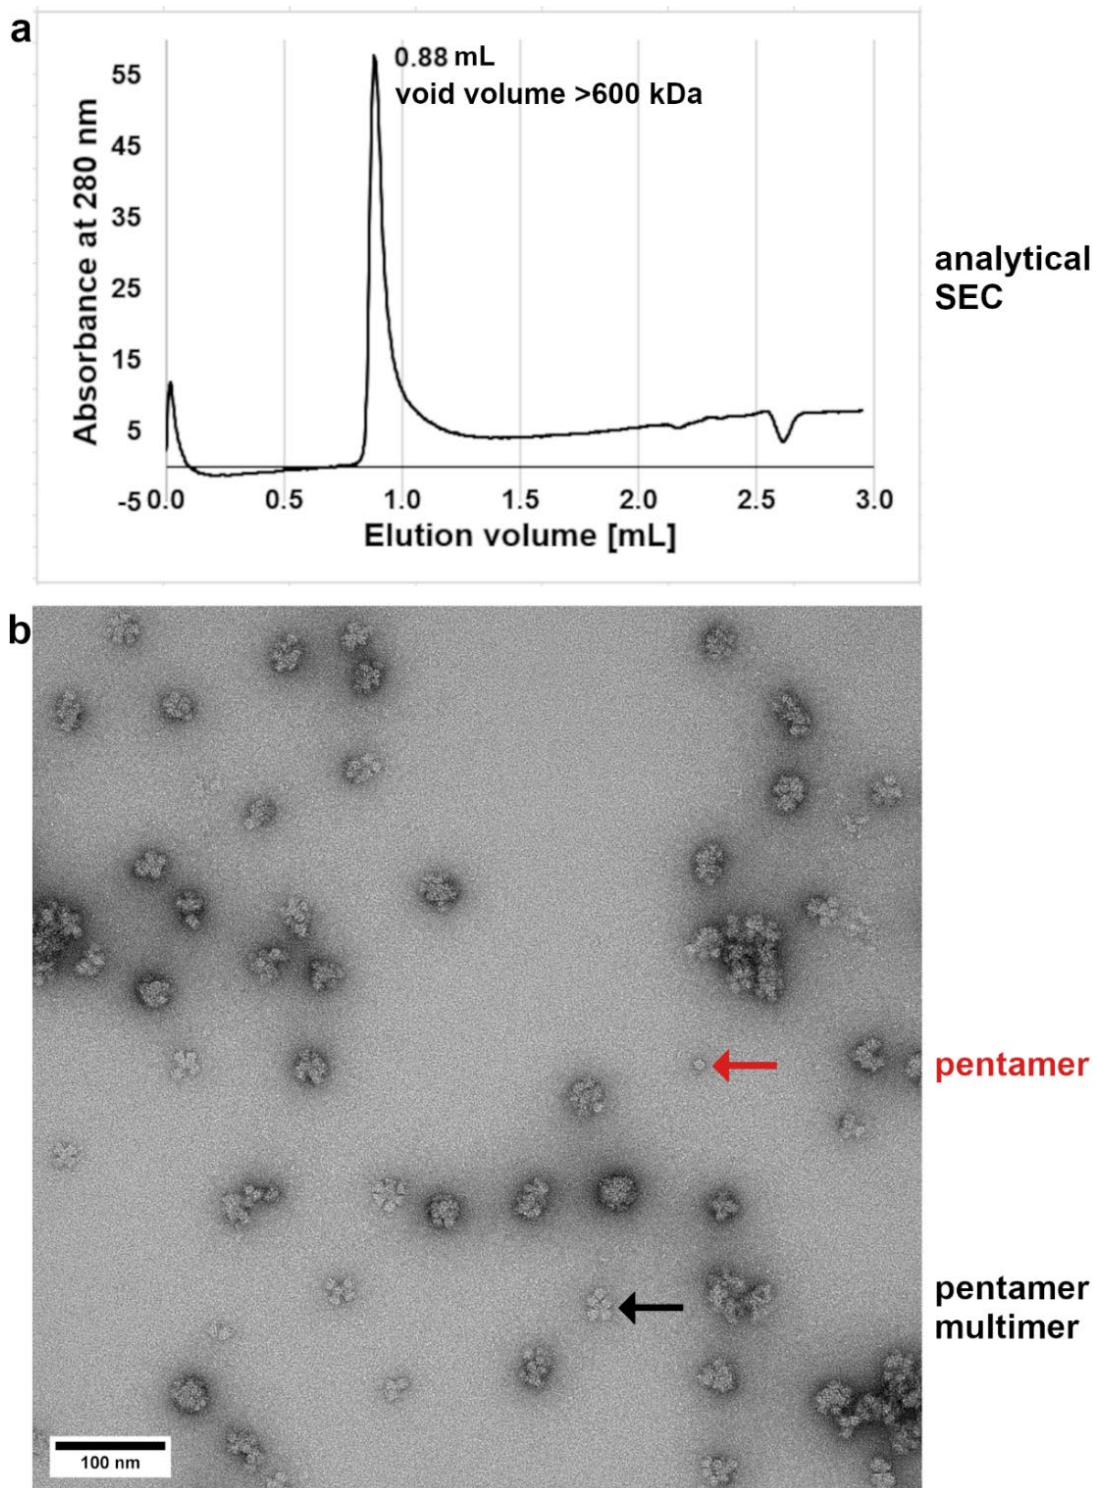 a
0.88 mL
void volume >600 kDa
55
45
35
25
15
5
-5
Absorbance at 280 nm
0.0 0.5 1.0 1.5 2.0 2.5 3.0
Elution volume [mL]
analytical
SEC
b
pentamer
pentamer
multimer
100 nm